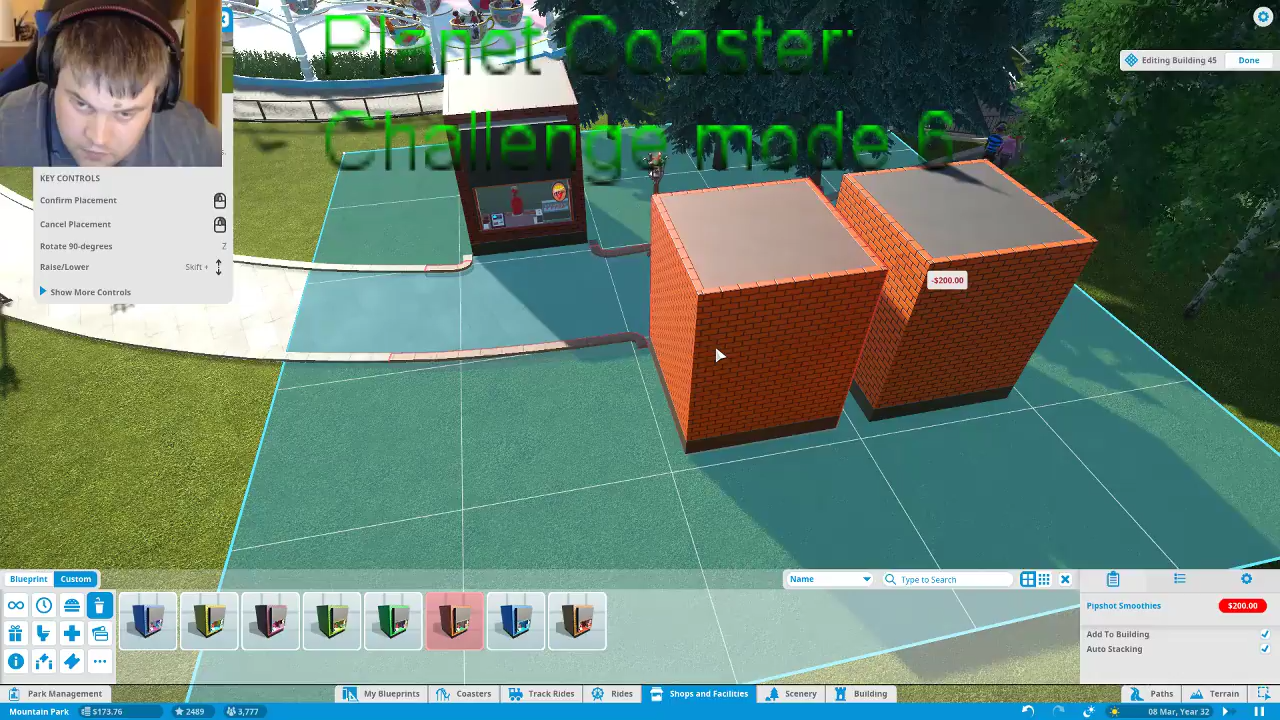 Planet Coaster:
Challenge mode 6
Editing Building 45
Done
KEY CONTROLS
Confirm Placement
Cancel Placement
Rotate 90-degrees Z
Raise/Lower Skift +
Show More Controls
-$200.00
Blueprint
Custom
Name
Type to Search
Pipshot Smoothies
$200.00
Add To Building
Auto Stacking
Park Management
My Blueprints
Coasters
Track Rides
Rides
Shops and Facilities
Scenery
Building
Paths
Terrain
Mountain Park
$173.76
2489
3,777
08 Mar, Year 32